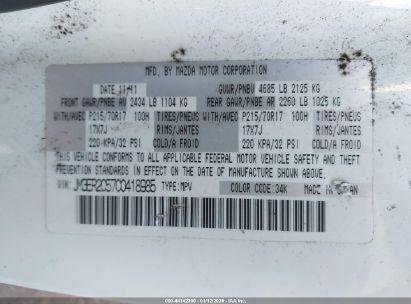 MFD. BY MAZDA MOTOR CORPORATION
DATE 11/11 GVWR/PNBV 4685 LB 2125 KG
FRONT GAWR/PNBE AV 2434 LB 1104 KG REAR GAWR/PNBE AR 2260 LB 1025 KG
WITH/AVEC P215/70R17 100H TIRES/PNEUS WITH/AVEC P215/70R17 100H TIRES/PNEUS
17X7J RIMS/JANTES 17X7J RIMS/JANTES
220 KPA/32 PSI COLD/A FROID 220 KPA/32 PSI COLD/A FROID
THIS VEHICLE CONFORMS TO ALL APPLICABLE FEDERAL MOTOR VEHICLE SAFETY AND THEFT
PREVENTION STANDARDS IN EFFECT ON THE DATE OF MANUFACTURE SHOWN ABOVE.
VIN: JM3ER2C57C0418985 TYPE:MPV COLOR CODE:34K MADE IN JAPAN